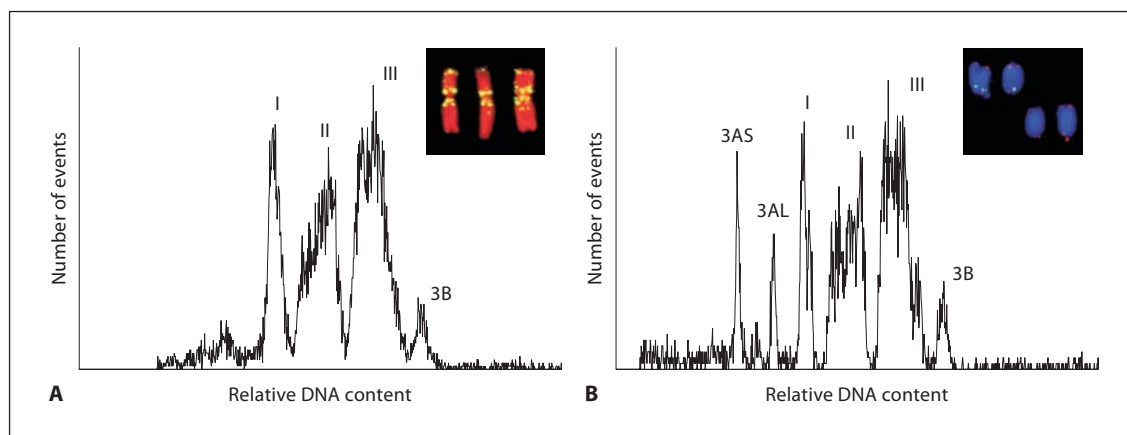 III
I
II
3B
Number of events
A
Relative DNA content
III
I
3AS
II
3AL
3B
Number of events
B
Relative DNA content